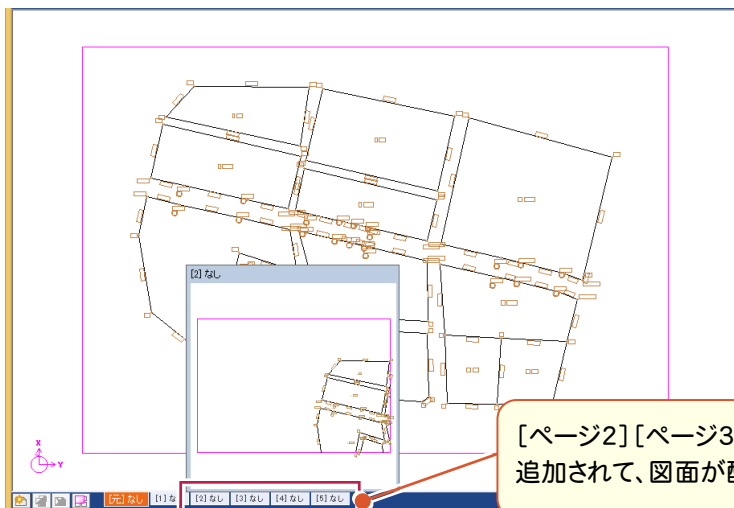 [2] なし
X
Y
[ページ2][ページ3
追加されて、図面が
[元] なし
[1] な
[2] なし
[3] なし
[4] なし
[5] なし